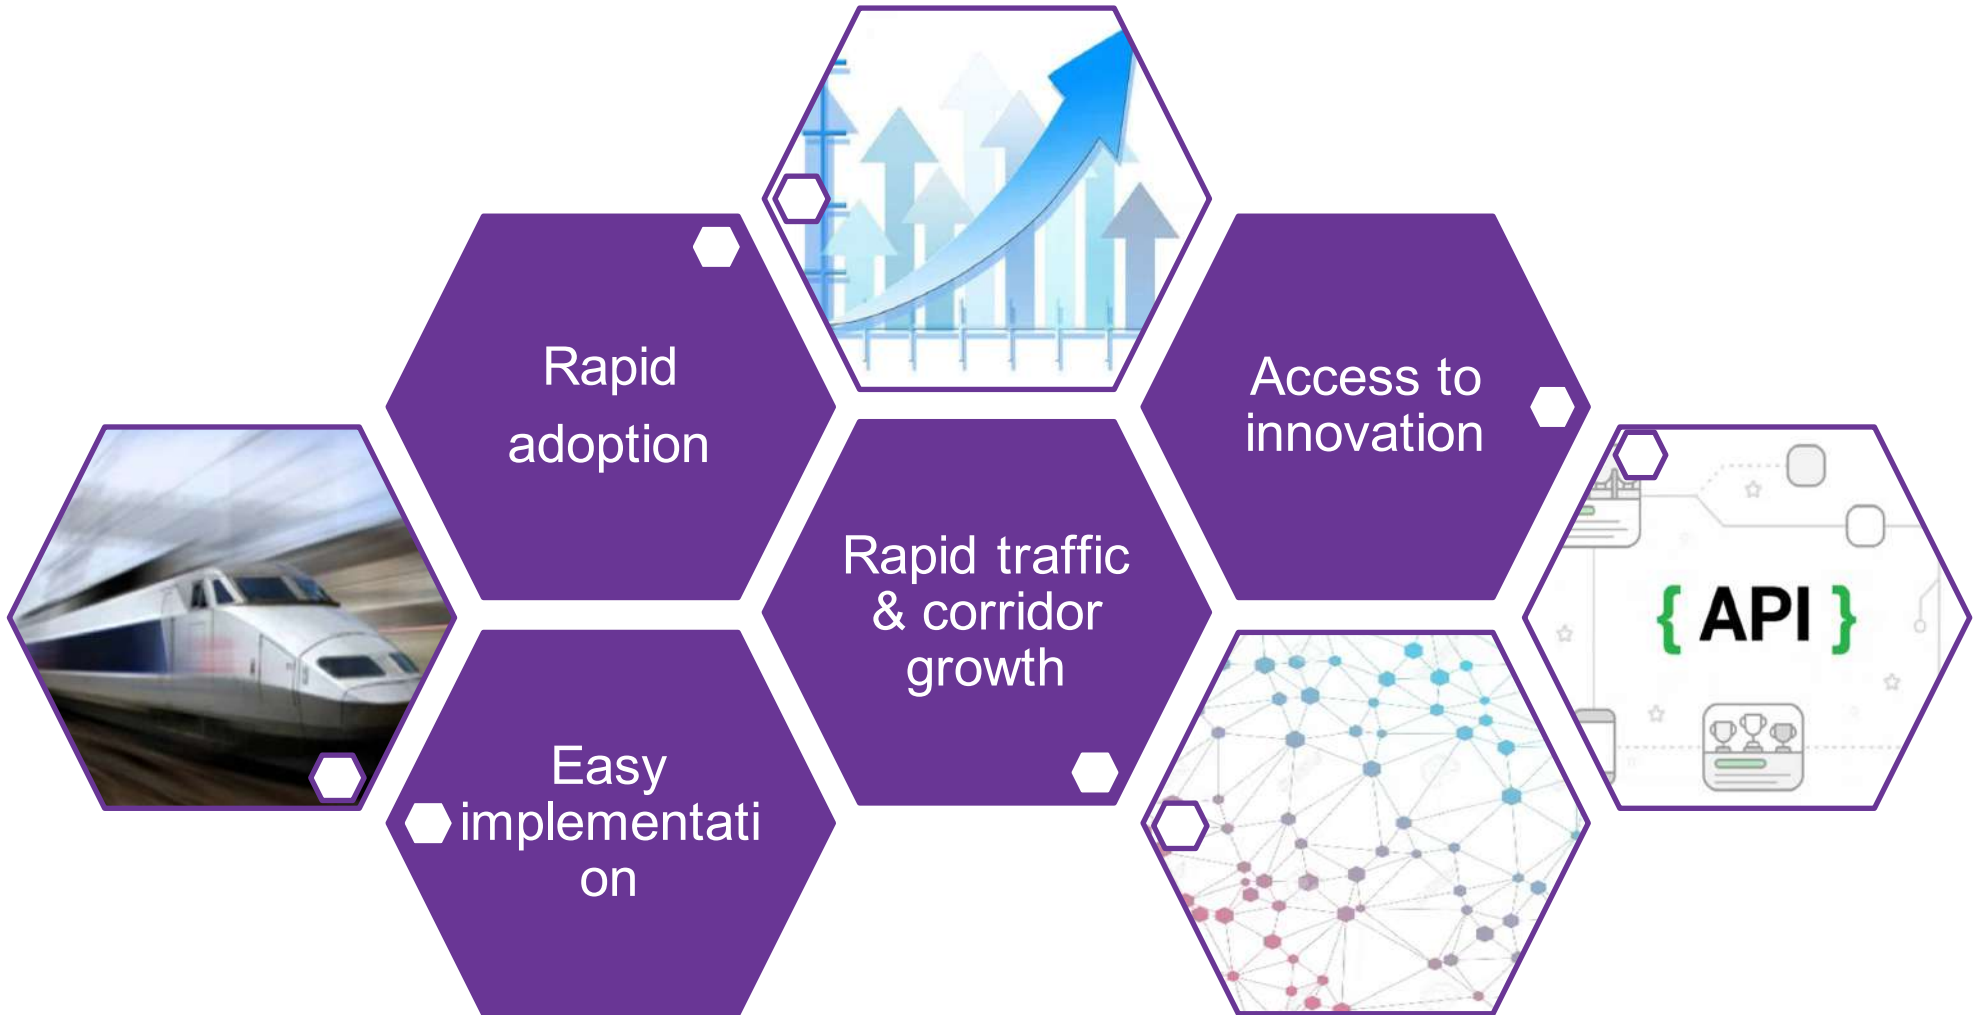 Rapid
adoption
Access to
innovation
Rapid traffic
& corridor
growth
{ API }
Easy
implementati
on